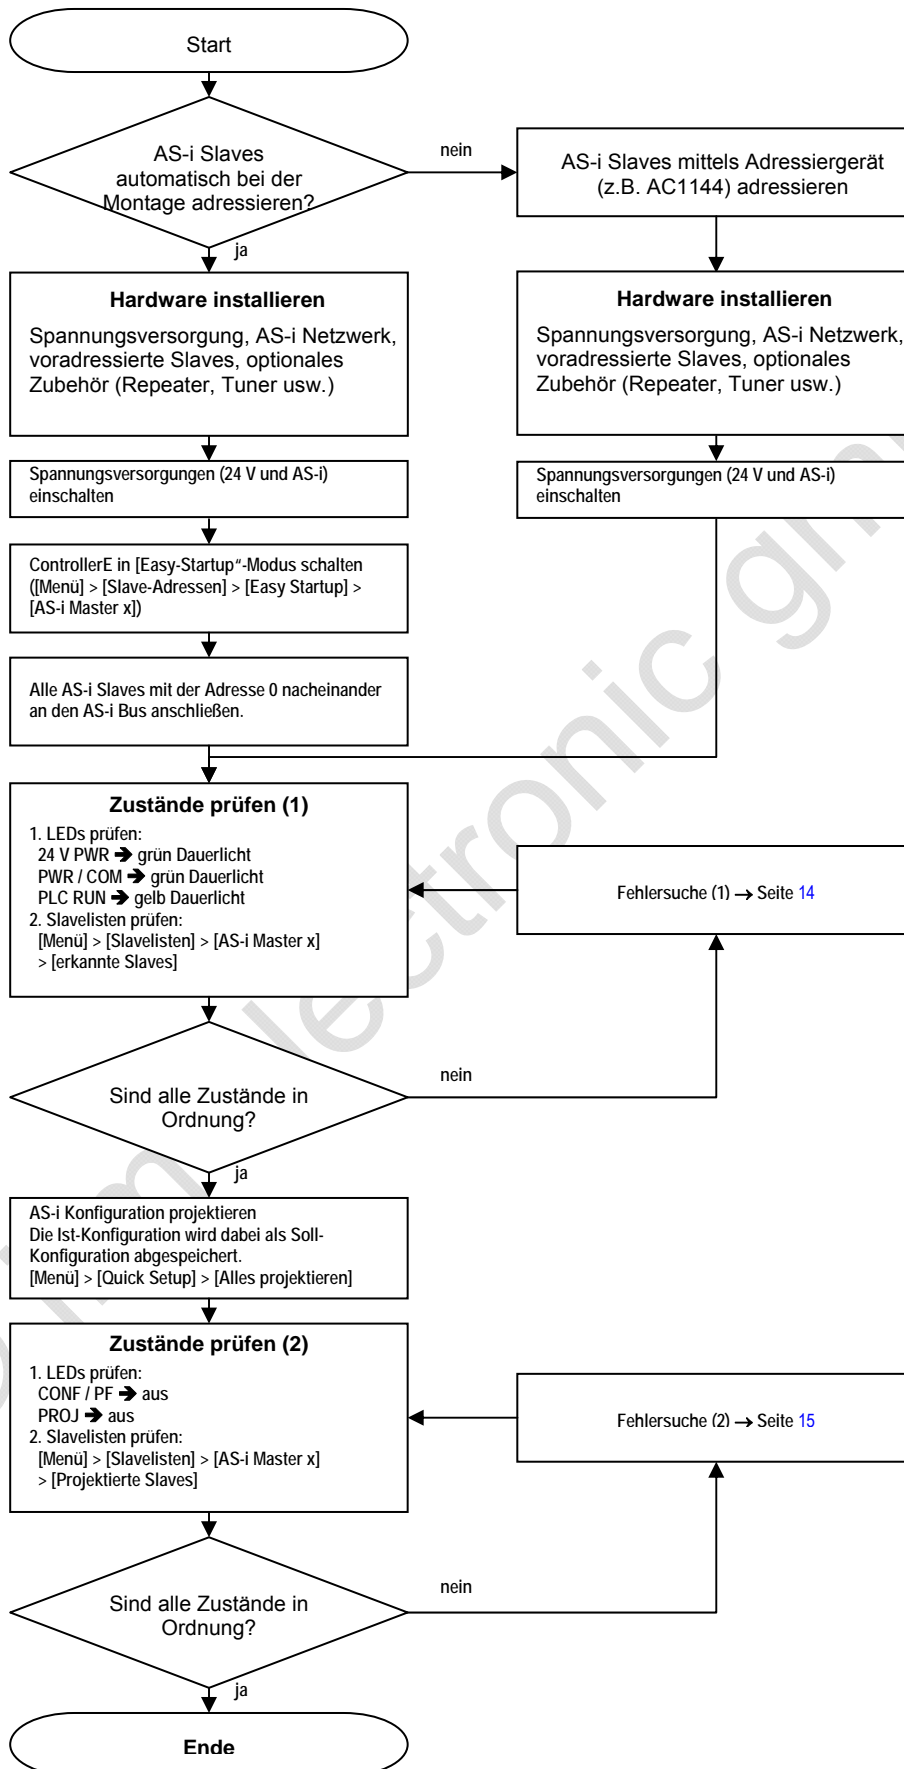 Start
AS-i Slaves
automatisch bei der
Montage adressieren?
nein
AS-i Slaves mittels Adressiergerät
(z.B. AC1144) adressieren
ja
Hardware installieren
Spannungsversorgung, AS-i Netzwerk,
voradressierte Slaves, optionales
Zubehör (Repeater, Tuner usw.)
Hardware installieren
Spannungsversorgung, AS-i Netzwerk,
voradressierte Slaves, optionales
Zubehör (Repeater, Tuner usw.)
Spannungsversorgungen (24 V und AS-i)
einschalten
Spannungsversorgungen (24 V und AS-i)
einschalten
ControllerE in [Easy-Startup“-Modus schalten
([Menü] > [Slave-Adressen] > [Easy Startup] >
[AS-i Master x])
Alle AS-i Slaves mit der Adresse 0 nacheinander
an den AS-i Bus anschließen.
Zustände prüfen (1)
1. LEDs prüfen:
24 V PWR ➔ grün Dauerlicht
PWR / COM ➔ grün Dauerlicht
PLC RUN ➔ gelb Dauerlicht
2. Slavelisten prüfen:
[Menü] > [Slavelisten] > [AS-i Master x]
> [erkannte Slaves]
Fehlersuche (1) → Seite 14
Sind alle Zustände in
Ordnung?
nein
ja
AS-i Konfiguration projektieren
Die Ist-Konfiguration wird dabei als Soll-
Konfiguration abgespeichert.
[Menü] > [Quick Setup] > [Alles projektieren]
Zustände prüfen (2)
1. LEDs prüfen:
CONF / PF ➔ aus
PROJ ➔ aus
2. Slavelisten prüfen:
[Menü] > [Slavelisten] > [AS-i Master x]
> [Projektierte Slaves]
Fehlersuche (2) → Seite 15
Sind alle Zustände in
Ordnung?
nein
ja
Ende